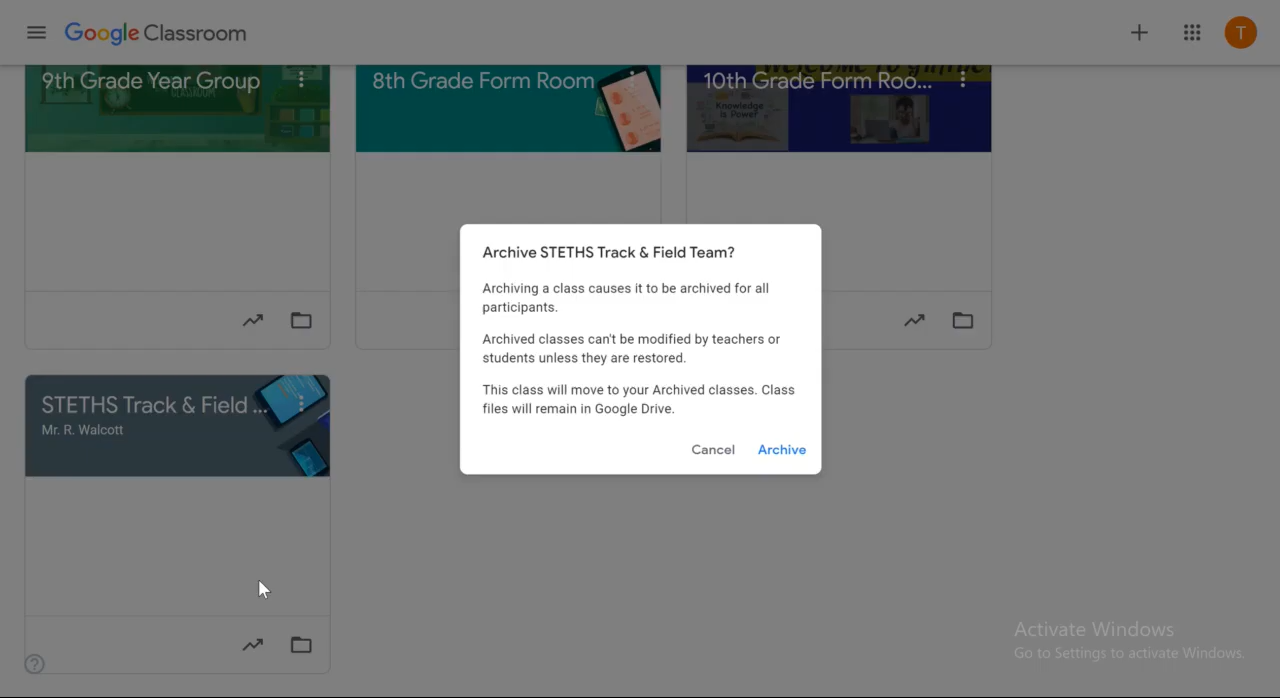 Google Classroom
T
9th Grade Year Group
8th Grade Form Room
10th Grade Form Roo...
Knowledge
is Power
Archive STETHS Track & Field Team?
Archiving a class causes it to be archived for all
participants.
Archived classes can't be modified by teachers or
students unless they are restored.
This class will move to your Archived classes. Class
files will remain in Google Drive.
Cancel
Archive
STETHS Track & Field ...
Mr. R. Walcott
Activate Windows
Go to Settings to activate Windows.